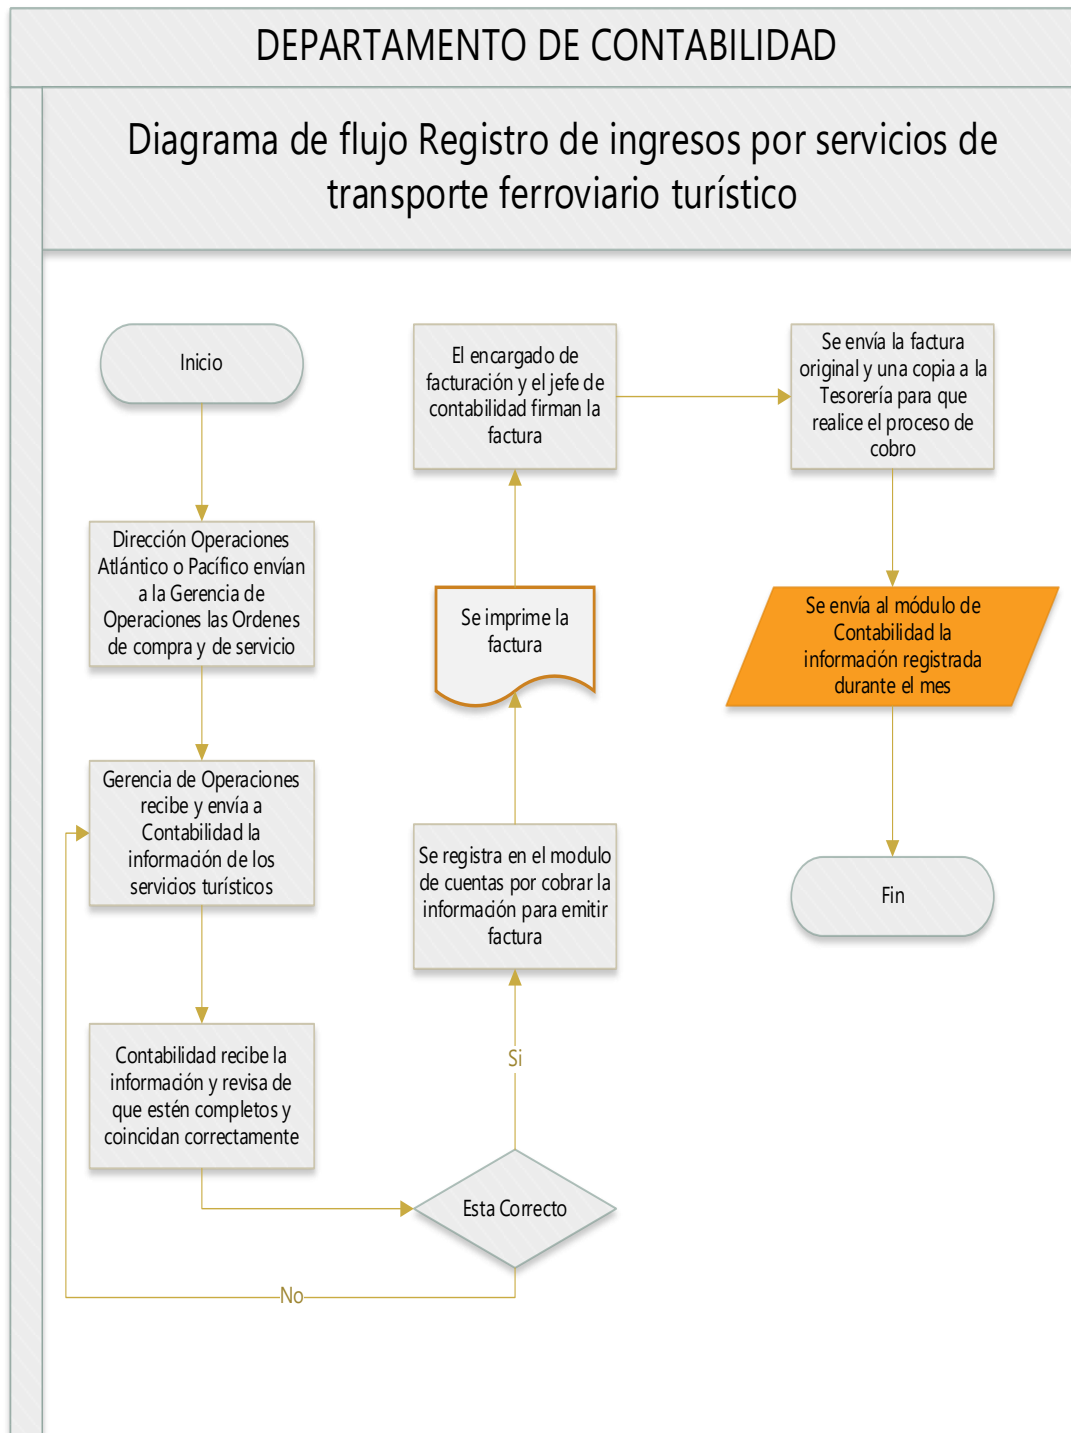 DEPARTAMENTO DE CONTABILIDAD
Diagrama de flujo Registro de ingresos por servicios de
transporte ferroviario turístico
Inicio
Dirección Operaciones
Atlántico o Pacífico envían
a la Gerencia de
Operaciones las Ordenes
de compra y de servicio
Gerencia de Operaciones
recibe y envía a
Contabilidad la
información de los
servicios turísticos
Contabilidad recibe la
información y revisa de
que estén completos y
coincidan correctamente
Esta Correcto
No
Si
Se registra en el modulo
de cuentas por cobrar la
información para emitir
factura
Se imprime la
factura
El encargado de
facturación y el jefe de
contabilidad firman la
factura
Se envía la factura
original y una copia a la
Tesorería para que
realice el proceso de
cobro
Se envía al módulo de
Contabilidad la
información registrada
durante el mes
Fin